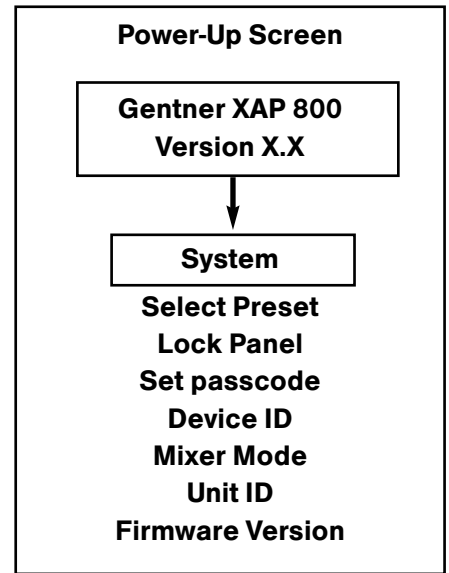 Power-Up Screen
Gentner XAP 800
Version X.X
System
Select Preset
Lock Panel
Set passcode
Device ID
Mixer Mode
Unit ID
Firmware Version